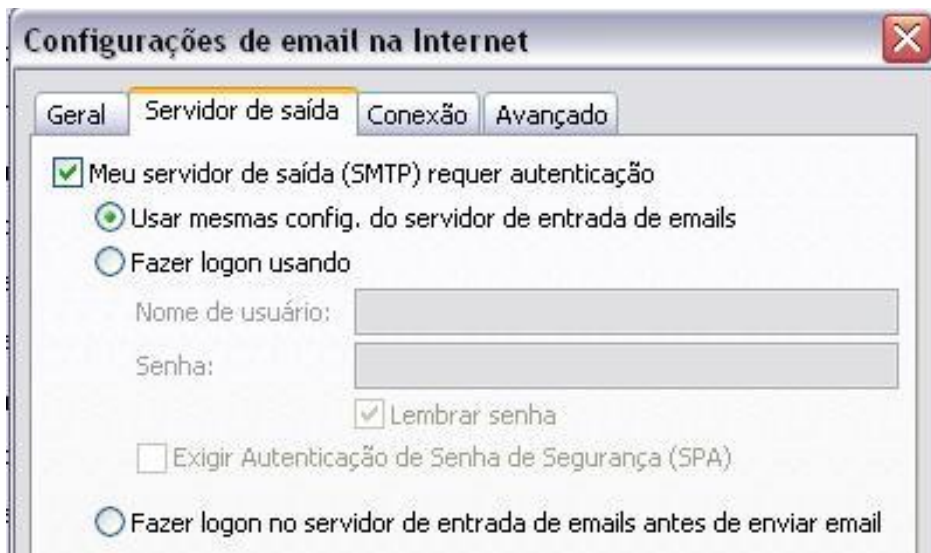 Configurações de email na Internet
Geral Servidor de saída Conexão Avançado
Meu servidor de saída (SMTP) requer autenticação
Usar mesmas config. do servidor de entrada de emails
Fazer logon usando
Nome de usuário:
Senha:
Lembrar senha
Exigir Autenticação de Senha de Segurança (SPA)
Fazer logon no servidor de entrada de emails antes de enviar email